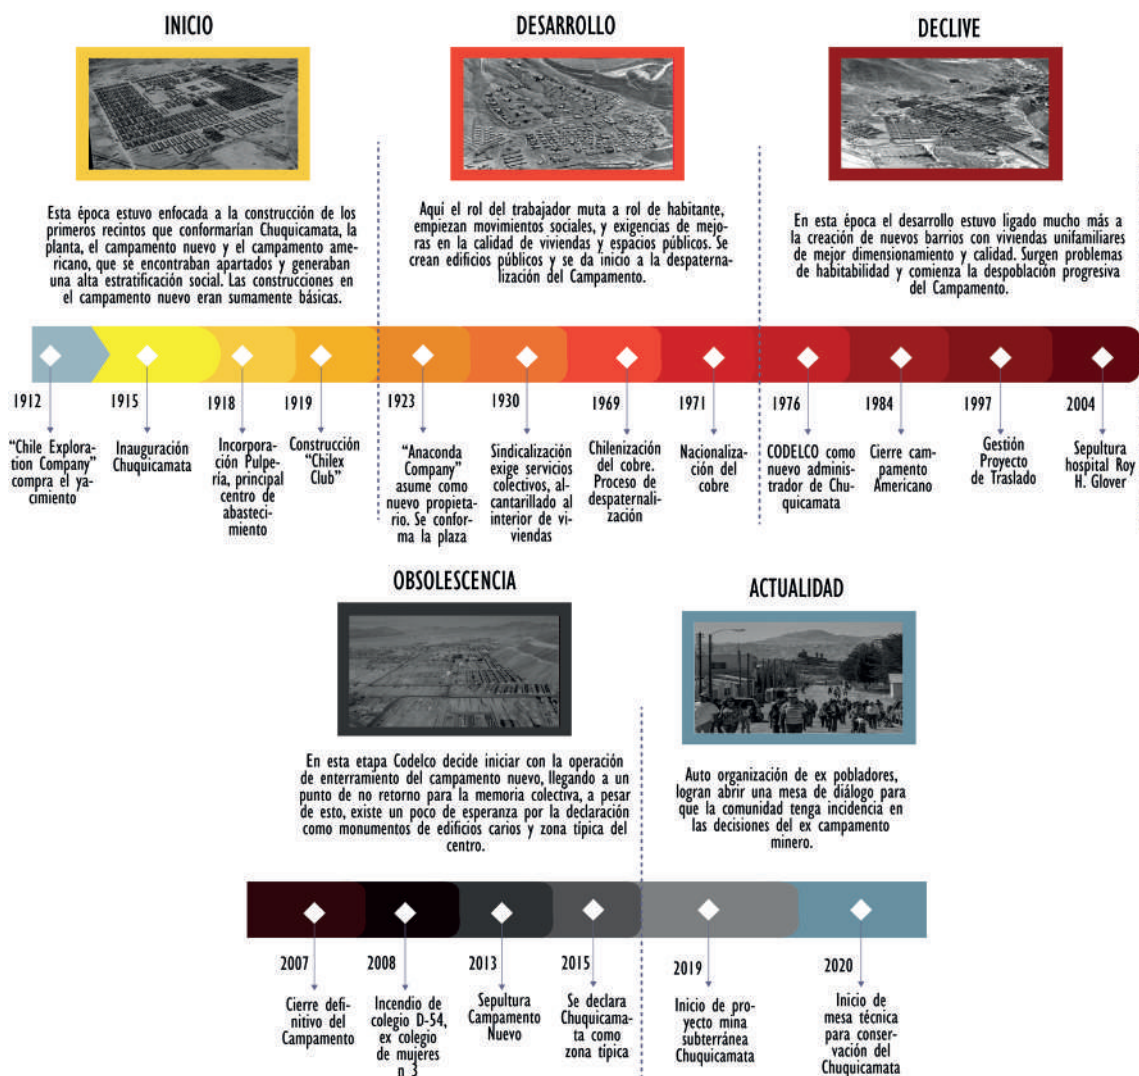 INICIO
Esta época estuvo enfocada a la construcción de los
primeros recintos que conformarían Chuquicamata, la
planta, el campamento nuevo y el campamento ame-
ricano, que se encontraban apartados y generaban
una alta estratificación social. Las construcciones en
el campamento nuevo eran sumamente básicas.
DESARROLLO
Aquí el rol del trabajador muta a rol de habitante,
empiezan movimientos sociales, y exigencias de mejo-
ras en la calidad de viviendas y espacios públicos. Se
crean edificios públicos y se da inicio a la despater-
nalización del Campamento.
DECLIVE
En esta época el desarrollo estuvo ligado mucho más a
la creación de nuevos barrios con viviendas unifamiliares
de mejor dimensionamiento y calidad. Surgen problemas
de habitabilidad y comienza la despoblación progresiva
del Campamento.
1912
“Chile Explora-
tion Company”
compra el ya-
cimiento
1915
Inauguración
Chuquicamata
1918
Incorporación
Pulpe-
ría, principal
centro de
abasteci-
miento
1919
Construcción
“Chilex
Club”
1923
“Anaconda
Company”
asume como
nuevo propie-
tario. Se confor-
ma la plaza
1930
Sindicalización
exige servicios
colectivos, al-
cantarillado al
interior de vi-
viendas
1969
Chilenización
del cobre.
Proceso de
despaternali-
zación
1971
Nacionaliza-
ción del
cobre
1976
CODELCO como
nuevo adminis-
trador de Chu-
quicamata
1984
Cierre cam-
pamento
Americano
1997
Gestión
Proyecto
de Traslado
2004
Sepultura
hospital Roy
H. Glover
OBSOLESCENCIA
En esta etapa Codelco decide iniciar con la operación
de enterramiento del campamento nuevo, llegando a un
punto de no retorno para la memoria colectiva, a pesar
de esto, existe un poco de esperanza por la declaración
como monumentos de edificios carios y zona típica del
centro.
ACTUALIDAD
Auto organización de ex pobladores,
logran abrir una mesa de diálogo para
que la comunidad tenga incidencia en
las decisiones del ex campamento
minero.
2007
Cierre defi-
nitivo del
Campamento
2008
Incendio de
colegio D-54,
ex colegio
de mujeres
n 3
2013
Sepultura
Campamento
Nuevo
2015
Se declara
Chuquicama-
ta como
zona típica
2019
Inicio de pro-
yecto mina
subterránea
Chuquicamata
2020
Inicio de
mesa técnica
para conser-
vación del
Chuquicamata